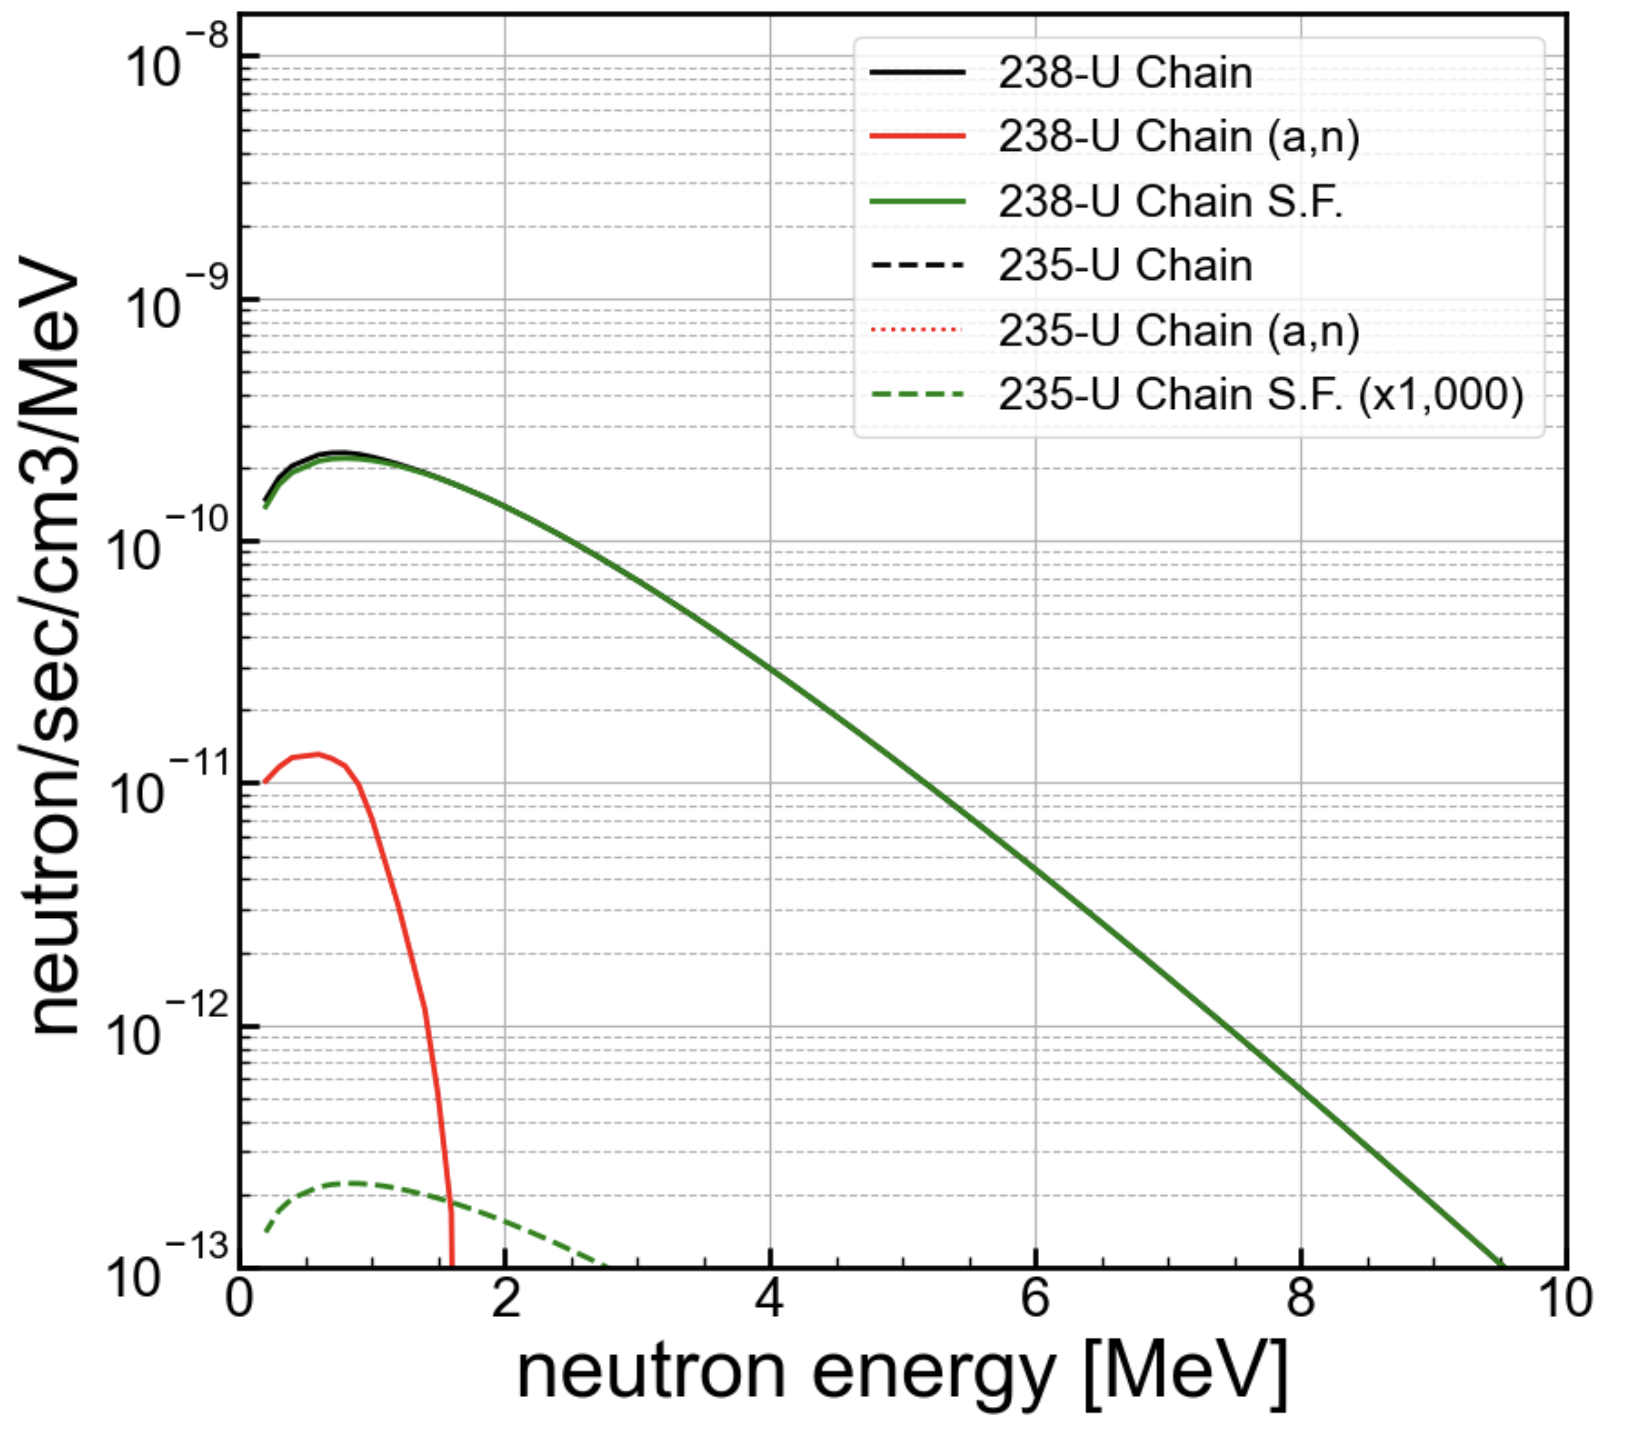 10−8
10−9
10−10
10−11
10−12
10−13
neutron/sec/cm3/MeV
238-U Chain
238-U Chain (a,n)
238-U Chain S.F.
235-U Chain
235-U Chain (a,n)
235-U Chain S.F. (x1,000)
0 2 4 6 8 10
neutron energy [MeV]